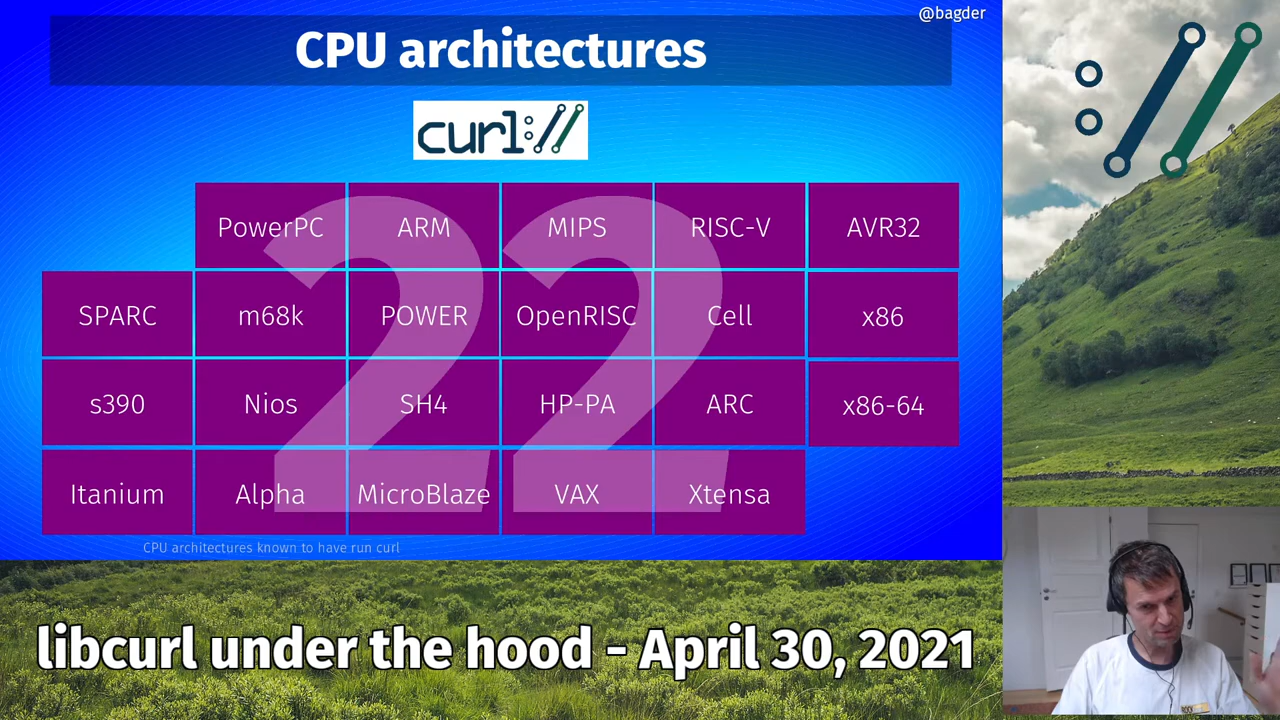 @bagder
CPU architectures
curl://
PowerPC ARM MIPS RISC-V AVR32
SPARC m68k POWER OpenRISC Cell x86
s390 Nios SH4 HP-PA ARC x86-64
Itanium Alpha MicroBlaze VAX Xtensa
22
CPU architectures known to have run curl
libcurl under the hood - April 30, 2021